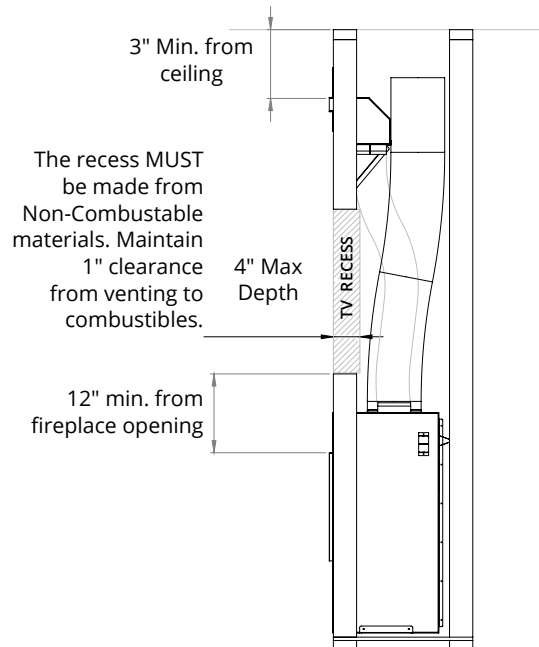 3" Min. from
ceiling
The recess MUST
be made from
Non-Combustable
materials. Maintain
1" clearance
from venting to
combustibles.
4" Max
Depth
TV RECESS
12" min. from
fireplace opening